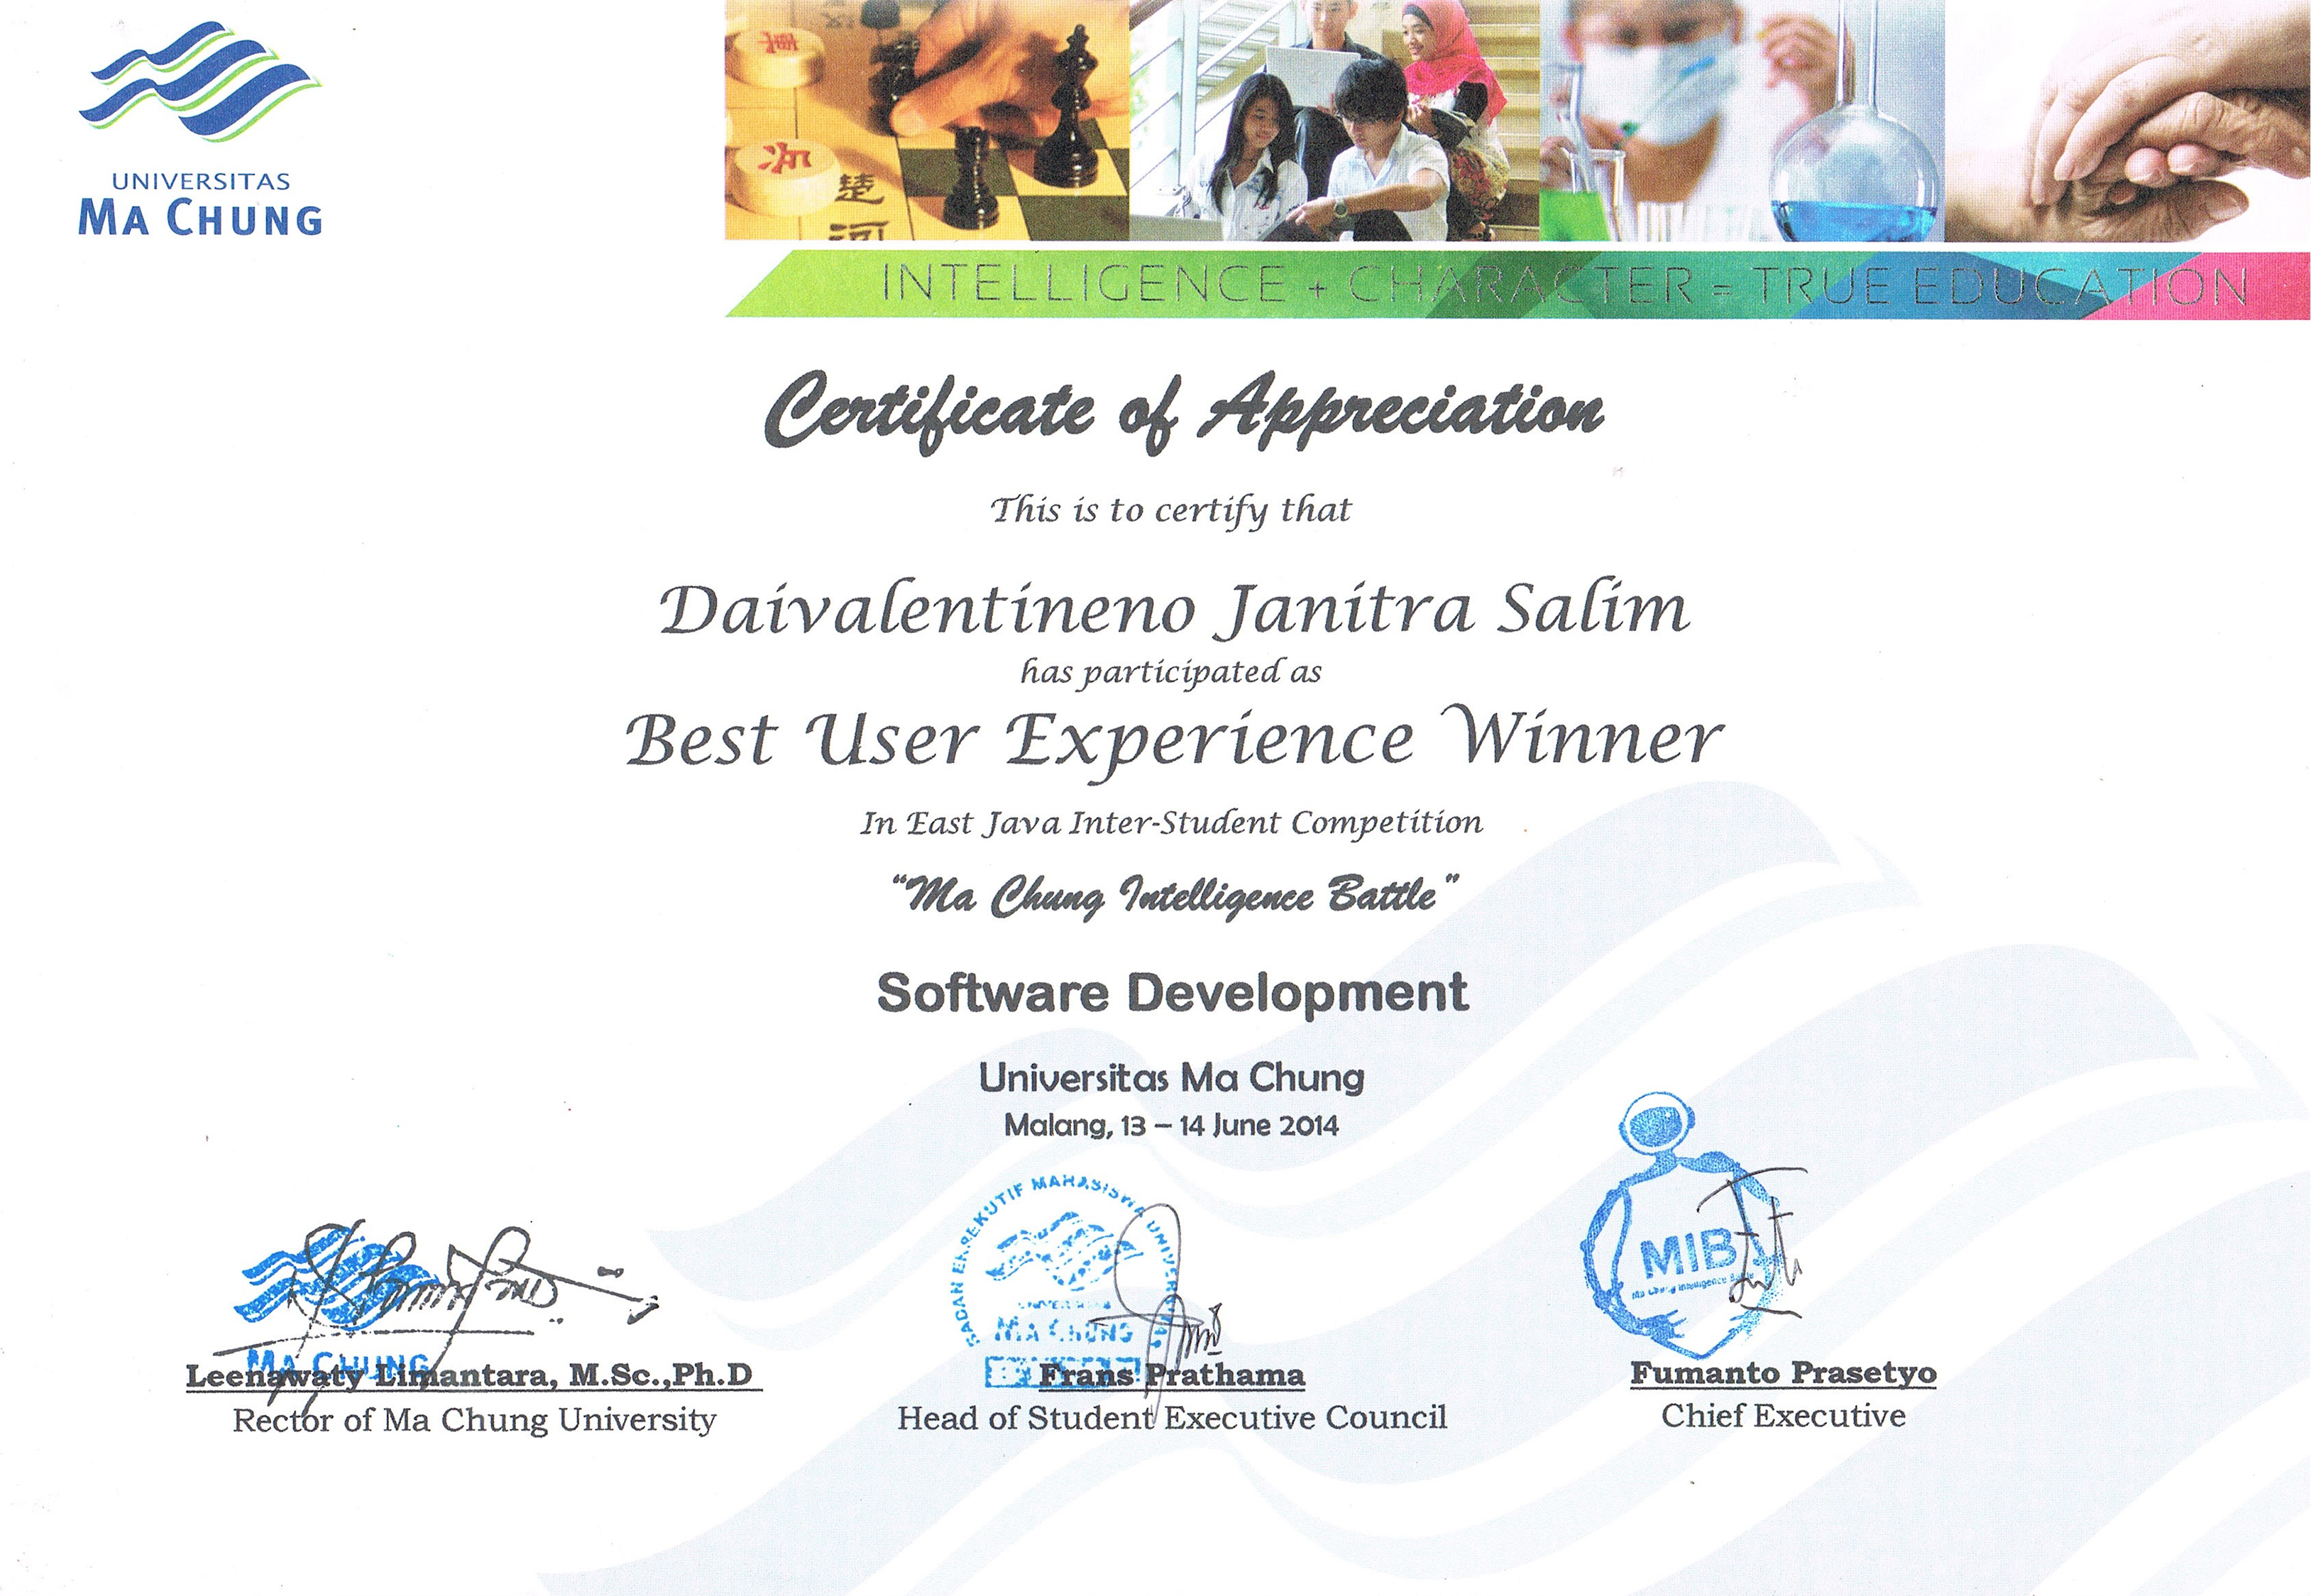 UNIVERSITAS
MA CHUNG
楚
河
INTELLIGENCE + CHARACTER = TRUE EDUCATION
Certificate of Appreciation
This is to certify that
Daivalentineno Janitra Salim
has participated as
Best User Experience Winner
In East Java Inter-Student Competition
"Ma Chung Intelligence Battle"
Software Development
Universitas Ma Chung
Malang, 13 – 14 June 2014
MA CHUNG
BADAN EKSEKUTIF MAHASISWA UNIVERSITAS
UNIVERSITAS
MA CHUNG
MIB
Ma Chung Intelligence Battle
Leenawaty Limantara, M.Sc.,Ph.D
Rector of Ma Chung University
Frans Prathama
Head of Student Executive Council
Fumanto Prasetyo
Chief Executive